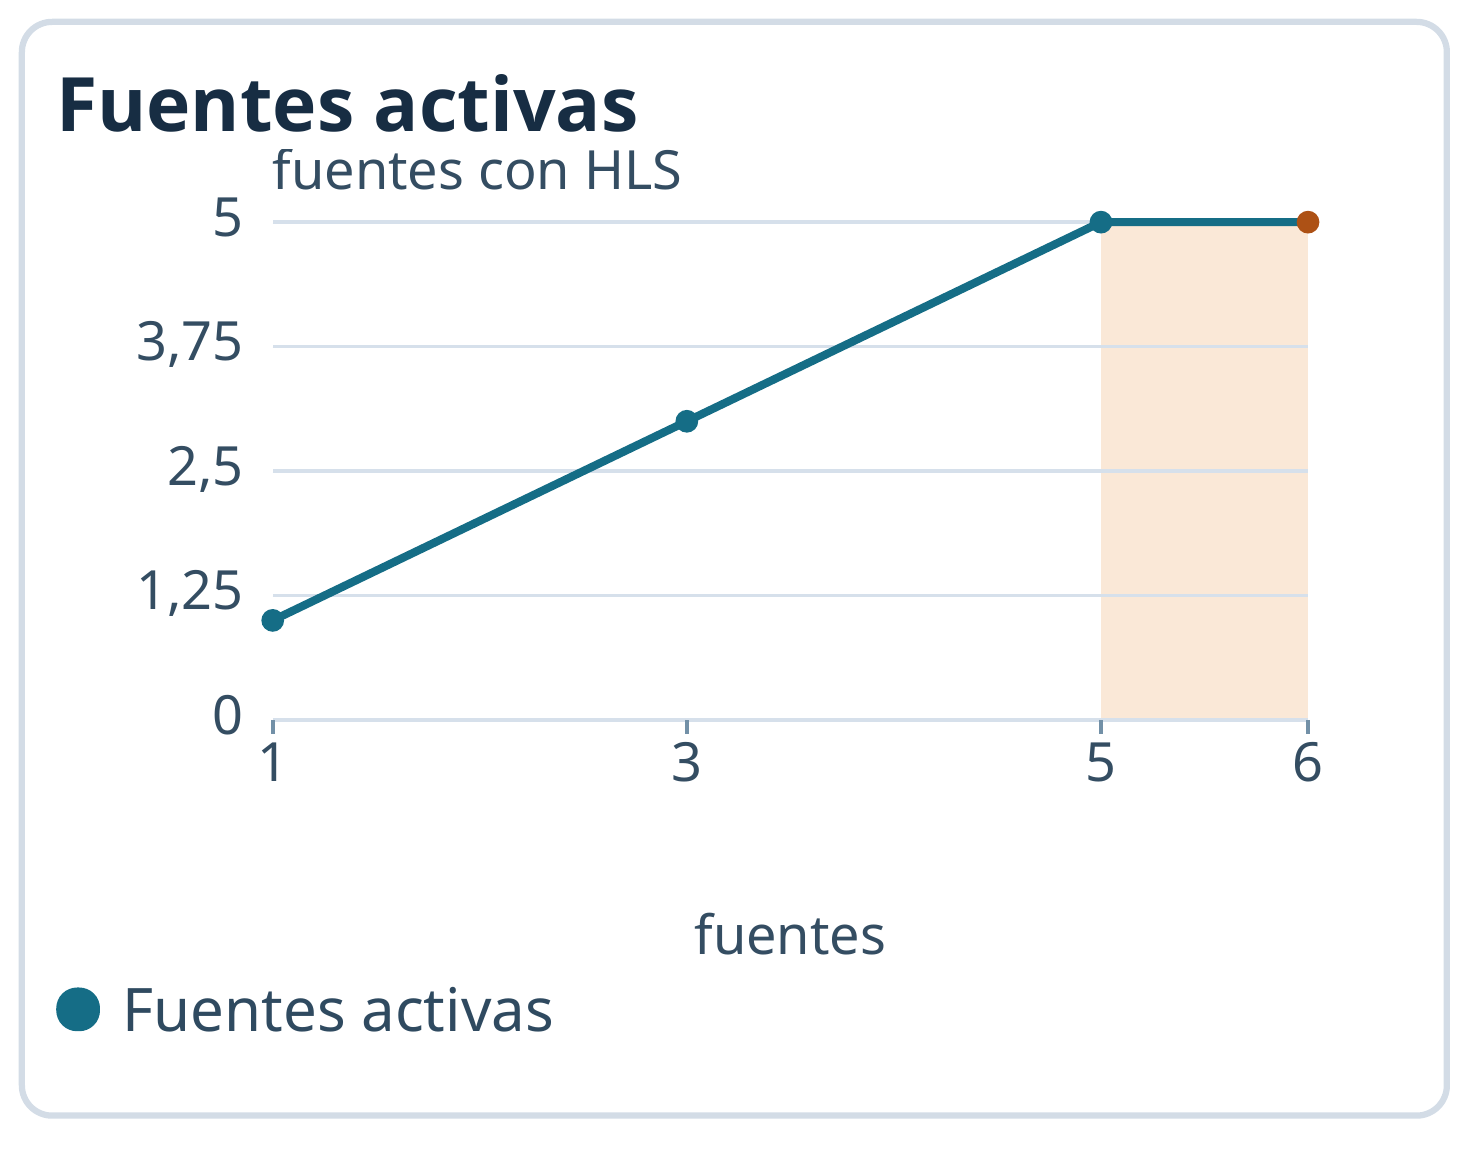 Fuentes activas
fuentes con HLS
5
3,75
2,5
1,25
0
1 3 5 6
fuentes
Fuentes activas